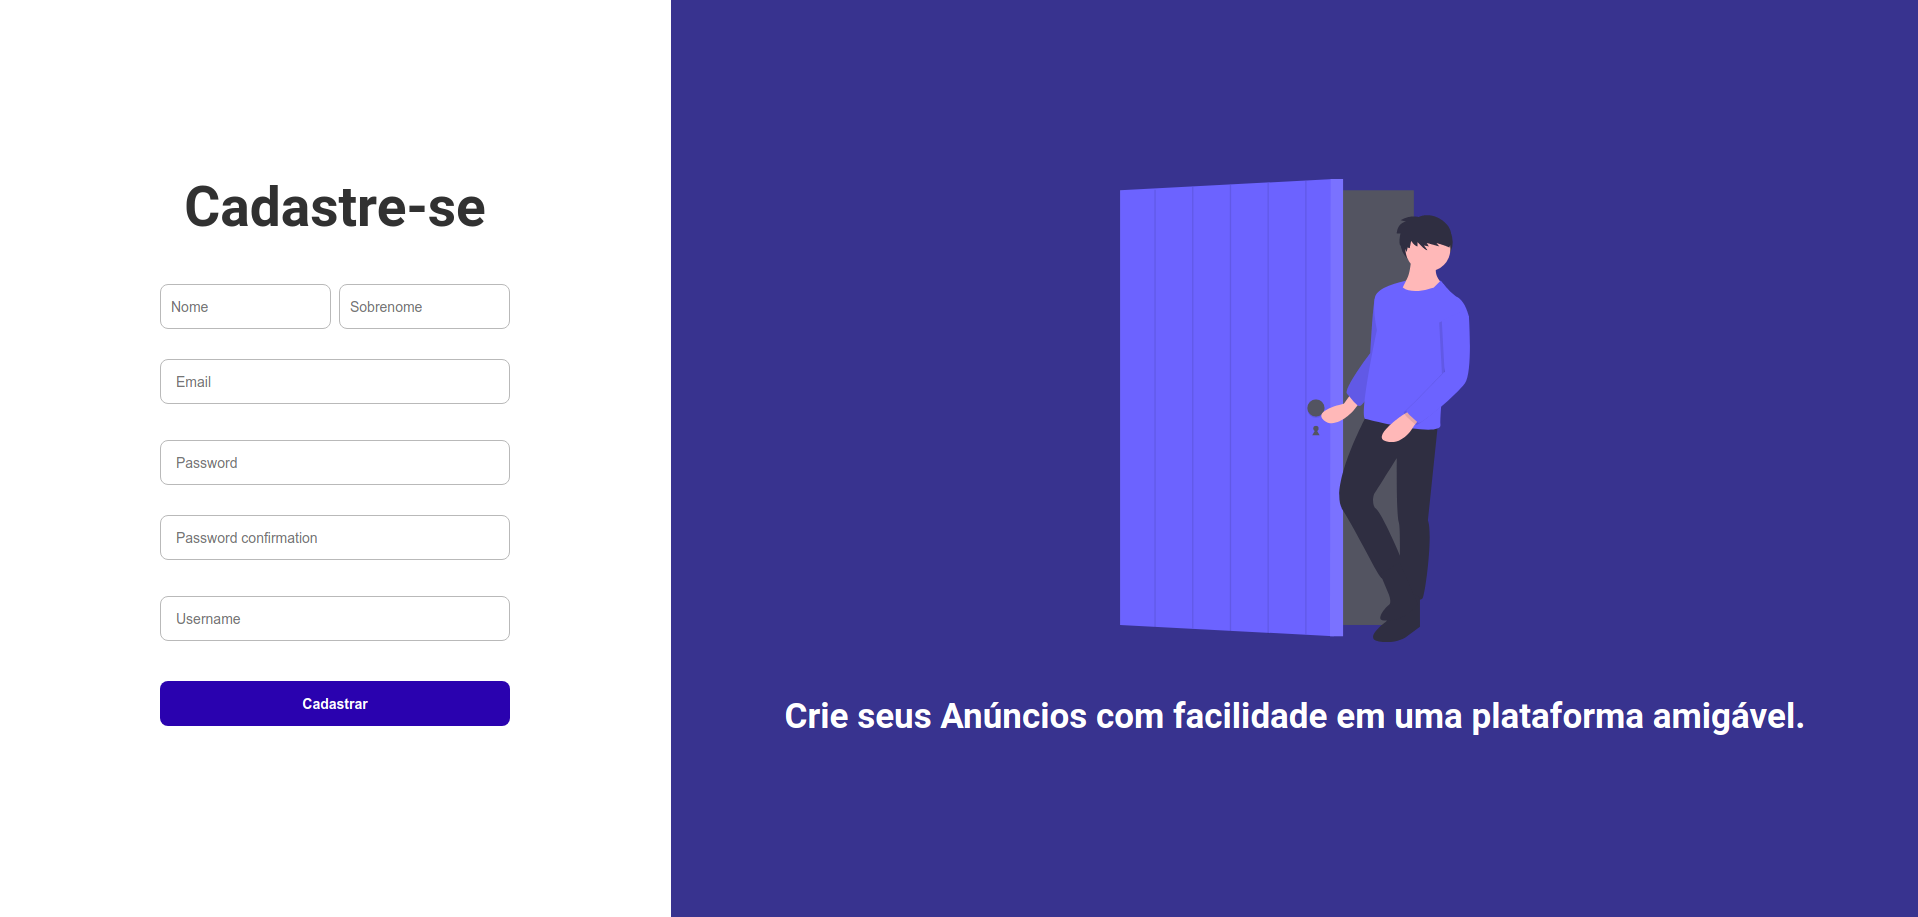 Cadastre-se
Nome
Sobrenome
Email
Password
Password confirmation
Username
Cadastrar
Crie seus Anúncios com facilidade em uma plataforma amigável.